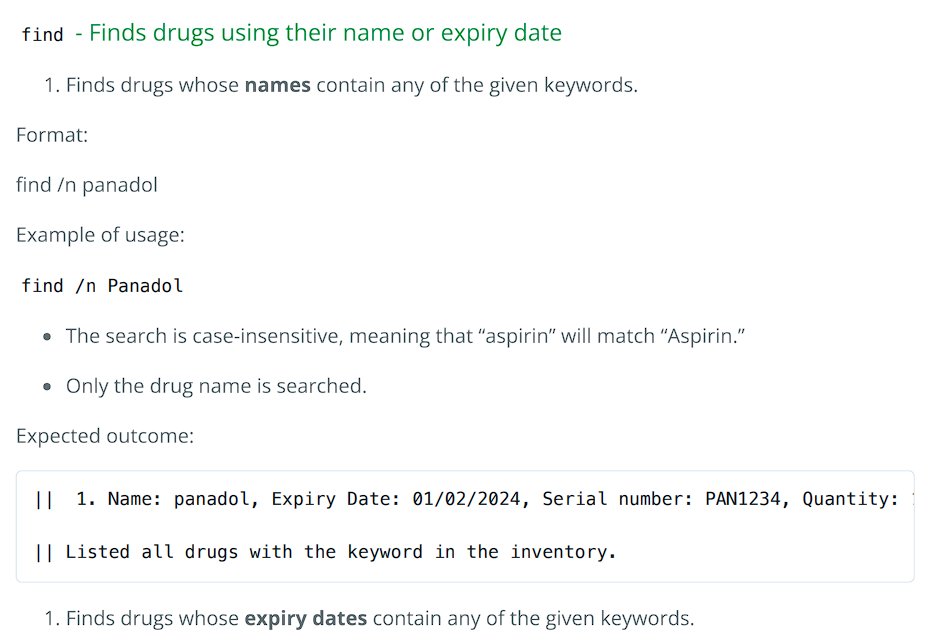 find - Finds drugs using their name or expiry date
1. Finds drugs whose names contain any of the given keywords.
Format:
find /n panadol
Example of usage:
find /n Panadol
• The search is case-insensitive, meaning that “aspirin” will match “Aspirin.”
• Only the drug name is searched.
Expected outcome:
||  1. Name: panadol, Expiry Date: 01/02/2024, Serial number: PAN1234, Quantity:
|| Listed all drugs with the keyword in the inventory.
1. Finds drugs whose expiry dates contain any of the given keywords.